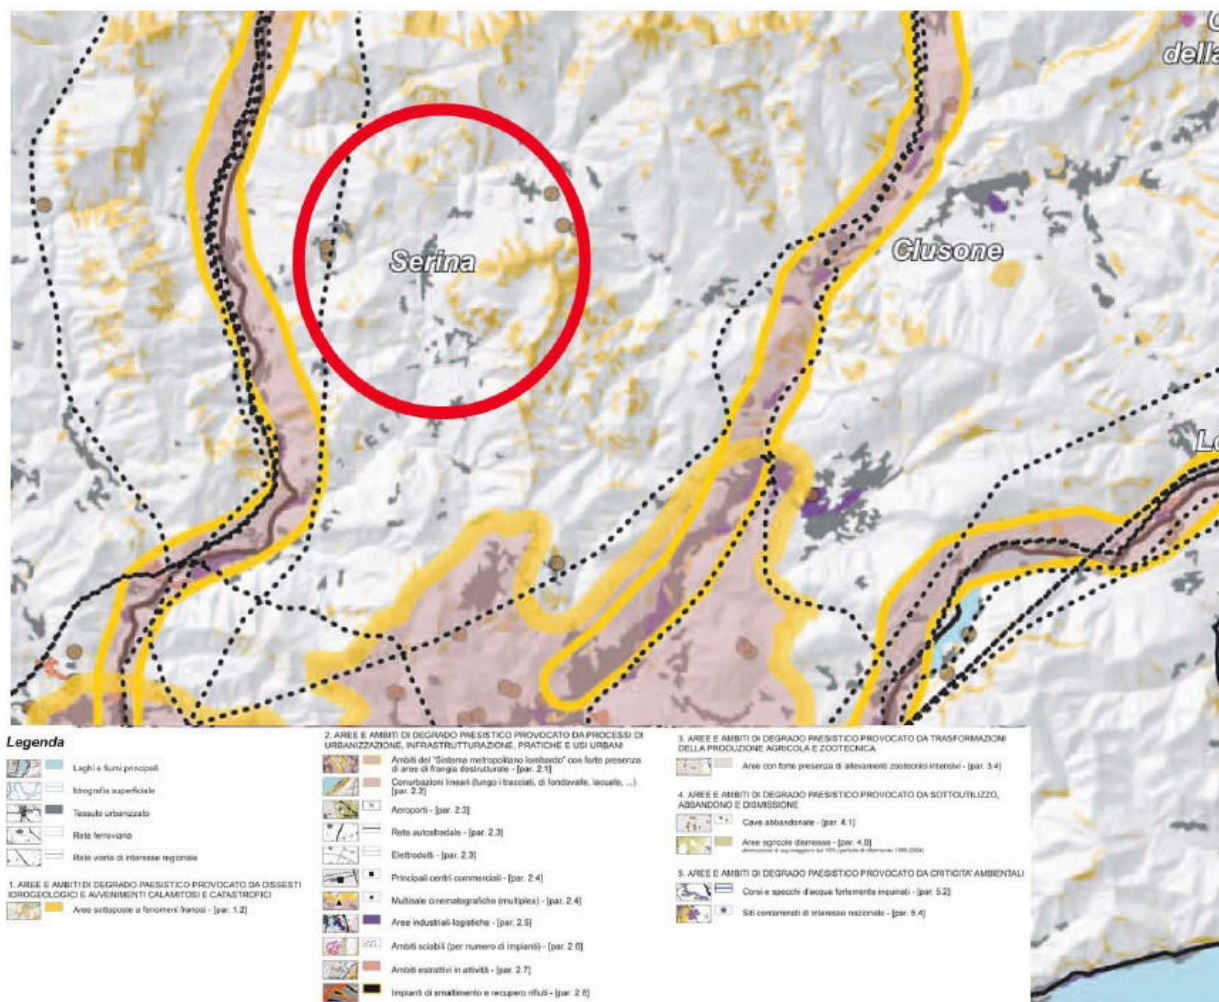 della
Serina
Clusone
Legenda
Laghi e fiumi principali
Idrografia superficiale
Tessuto urbanizzato
Rete ferroviaria
Rete viaria di interesse regionale
1. AREE E AMBITI DI DEGRADO PAESISTICO PROVOCATO DA DISSESTI
IDROGEOLOGICI E AVVENIMENTI CALAMITOSI E CATASTROFICI
Aree sottoposte a fenomeni franosi - [par. 1.2]
2. AREE E AMBITI DI DEGRADO PAESISTICO PROVOCATO DA PROCESSI DI
URBANIZZAZIONE, INFRASTRUTTURAZIONE, PRATICHE E USI URBANI
Ambiti del "Sistema metropolitano lombardo" con forte presenza
di aree di frangia destrutturate - [par. 2.1]
Conurbazioni lineari (lungo i tracciati, di fondovalle, lacuale, ...)
[par. 2.2]
Aeroporti - [par. 2.3]
Rete autostradale - [par. 2.3]
Elettrodotti - [par. 2.3]
Principali centri commerciali - [par. 2.4]
Multisale cinematografiche (multiplex) - [par. 2.4]
Aree industriali-logistiche - [par. 2.5]
Ambiti sciabili (per numero di impianti) - [par. 2.6]
Ambiti estrattivi in attività - [par. 2.7]
Impianti di smaltimento e recupero rifiuti - [par. 2.8]
3. AREE E AMBITI DI DEGRADO PAESISTICO PROVOCATO DA TRASFORMAZIONI
DELLA PRODUZIONE AGRICOLA E ZOOTECNICA
Aree con forte presenza di allevamenti zootecnici intensivi - [par. 3.4]
4. AREE E AMBITI DI DEGRADO PAESISTICO PROVOCATO DA SOTTOUTILIZZO,
ABBANDONO E DISMISSIONE
Cave abbandonate - [par. 4.1]
Aree agricole dismesse - [par. 4.8]
5. AREE E AMBITI DI DEGRADO PAESISTICO PROVOCATO DA CRITICITA' AMBIENTALI
Corsi e specchi d'acqua fortemente inquinati - [par. 5.2]
Siti contaminati di interesse nazionale - [par. 5.4]